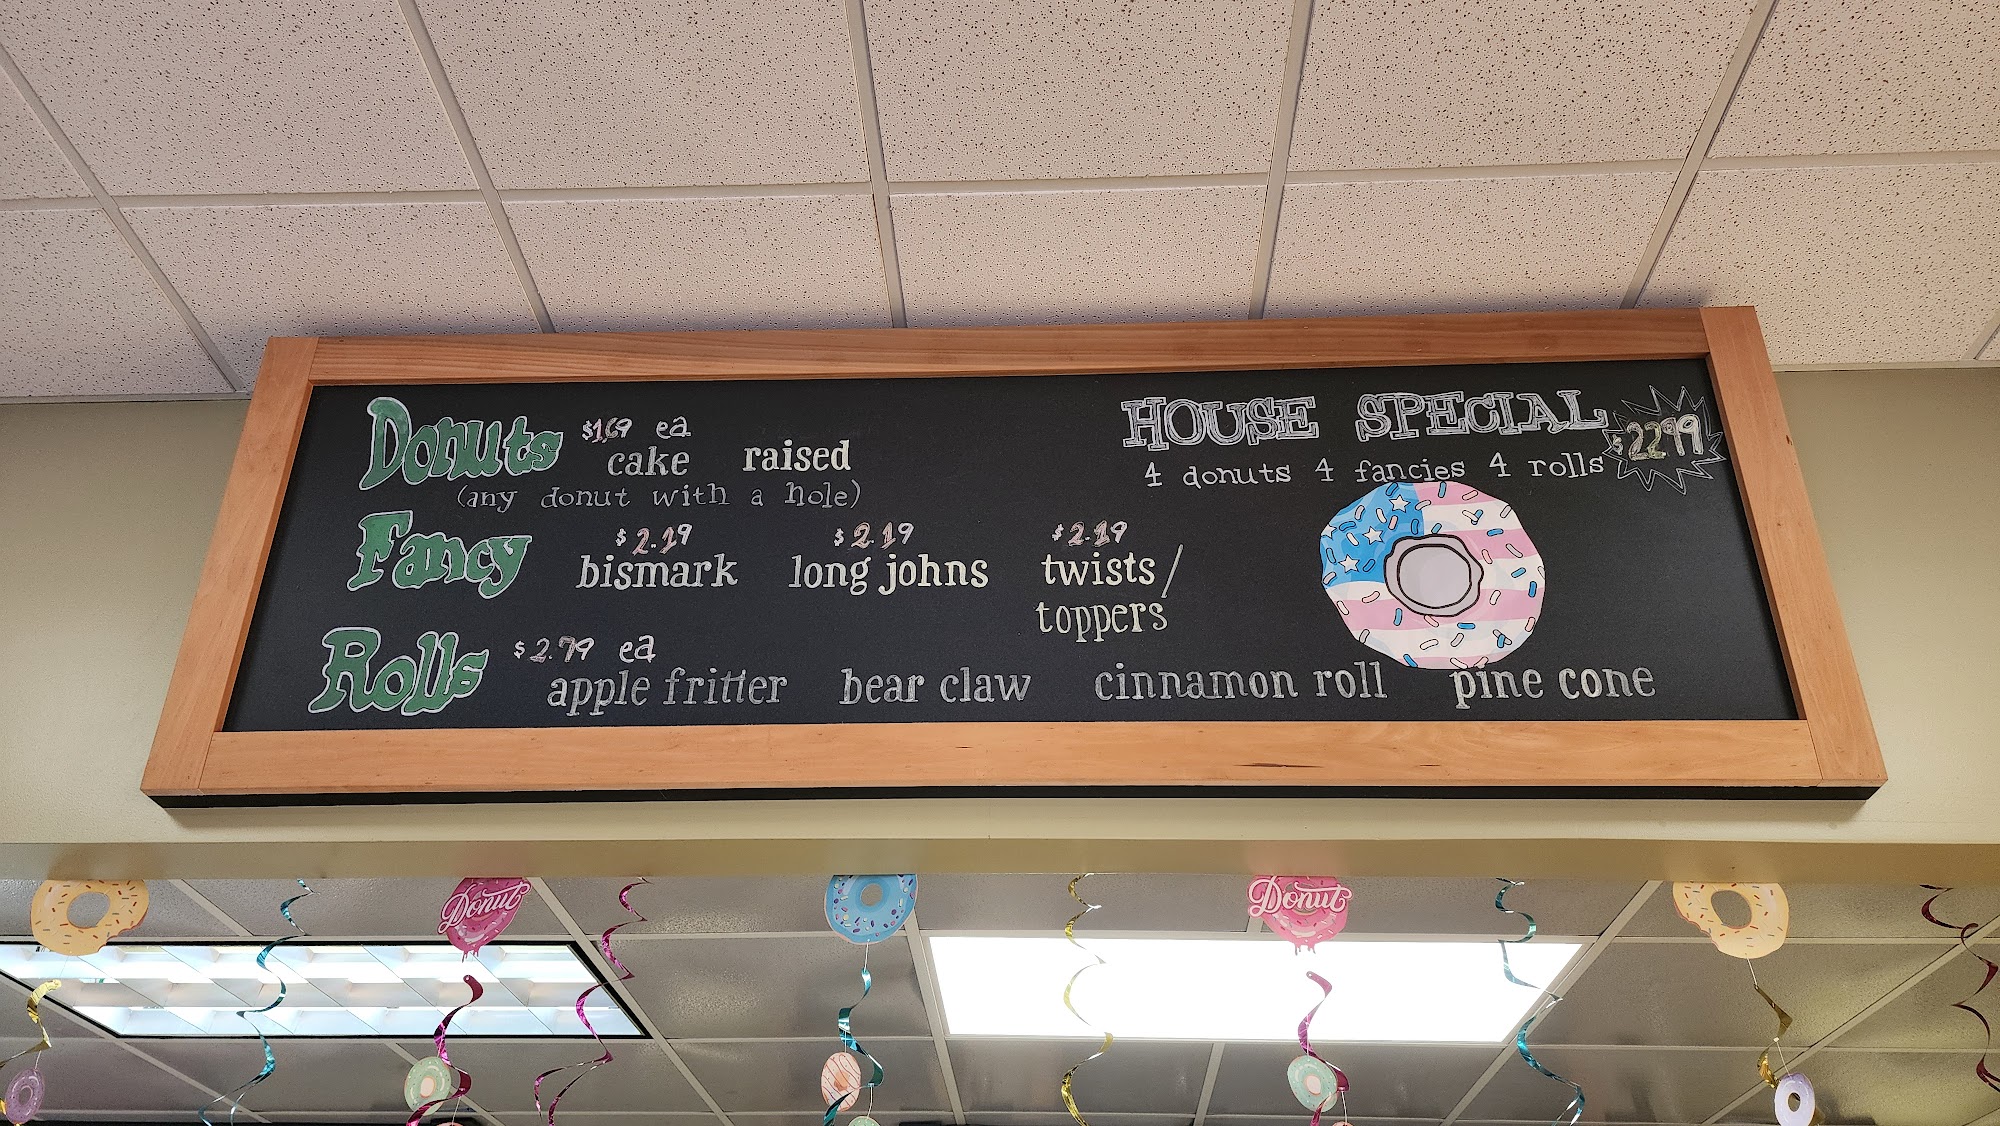 Donuts $1.69 ea
cake raised
(any donut with a hole)
Fancy $2.19 $2.19 $2.19
bismark long johns twists/
toppers
Rolls $2.79 ea
apple fritter bear claw cinnamon roll pine cone
HOUSE SPECIAL $22.99
4 donuts 4 fancies 4 rolls
Donut
Donut